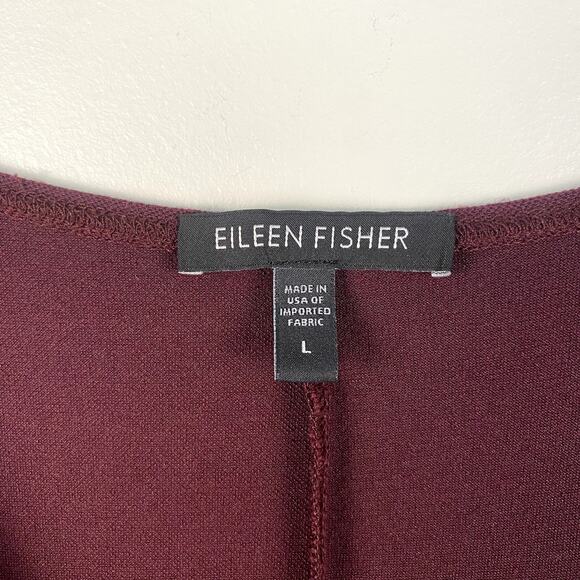 EILEEN FISHER
MADE IN
USA OF
IMPORTED
FABRIC
L